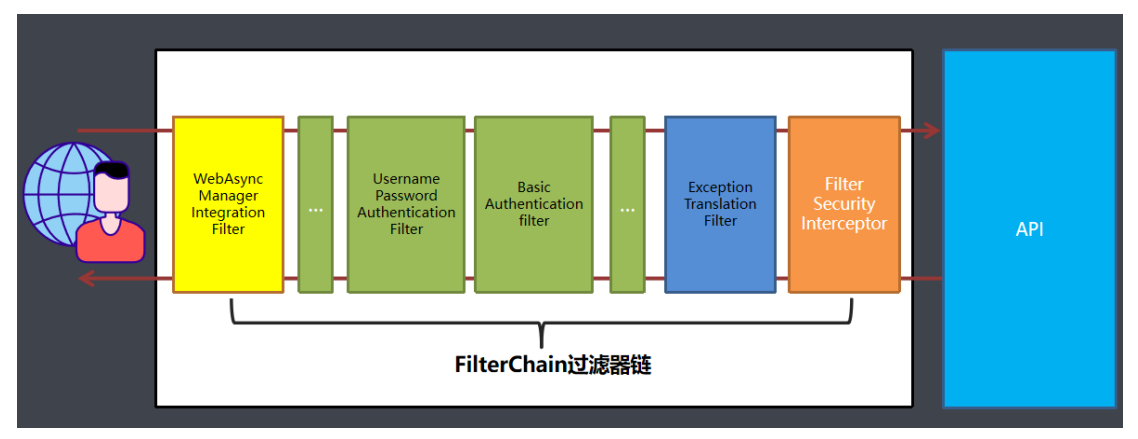 WebAsync
Manager
Integration
Filter
...
Username
Password
Authentication
Filter
Basic
Authentication
filter
...
Exception
Translation
Filter
Filter
Security
Interceptor
API
FilterChain过滤器链